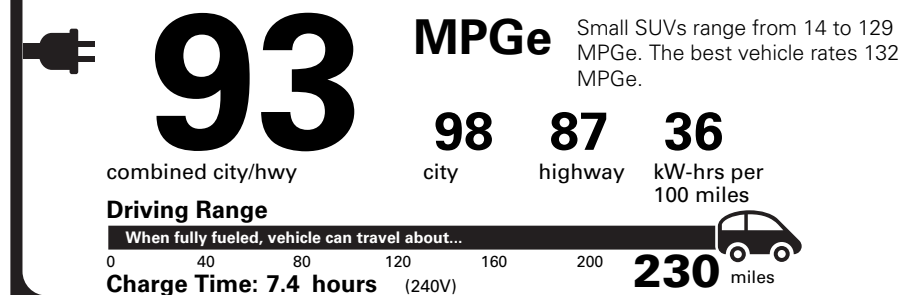 93
MPGe
Small SUVs range from 14 to 129
MPGe. The best vehicle rates 132
MPGe.
combined city/hwy
98
city
87
highway
36
kW-hrs per
100 miles
Driving Range
When fully fueled, vehicle can travel about...
0 40 80 120 160 200 230 miles
Charge Time: 7.4 hours (240V)